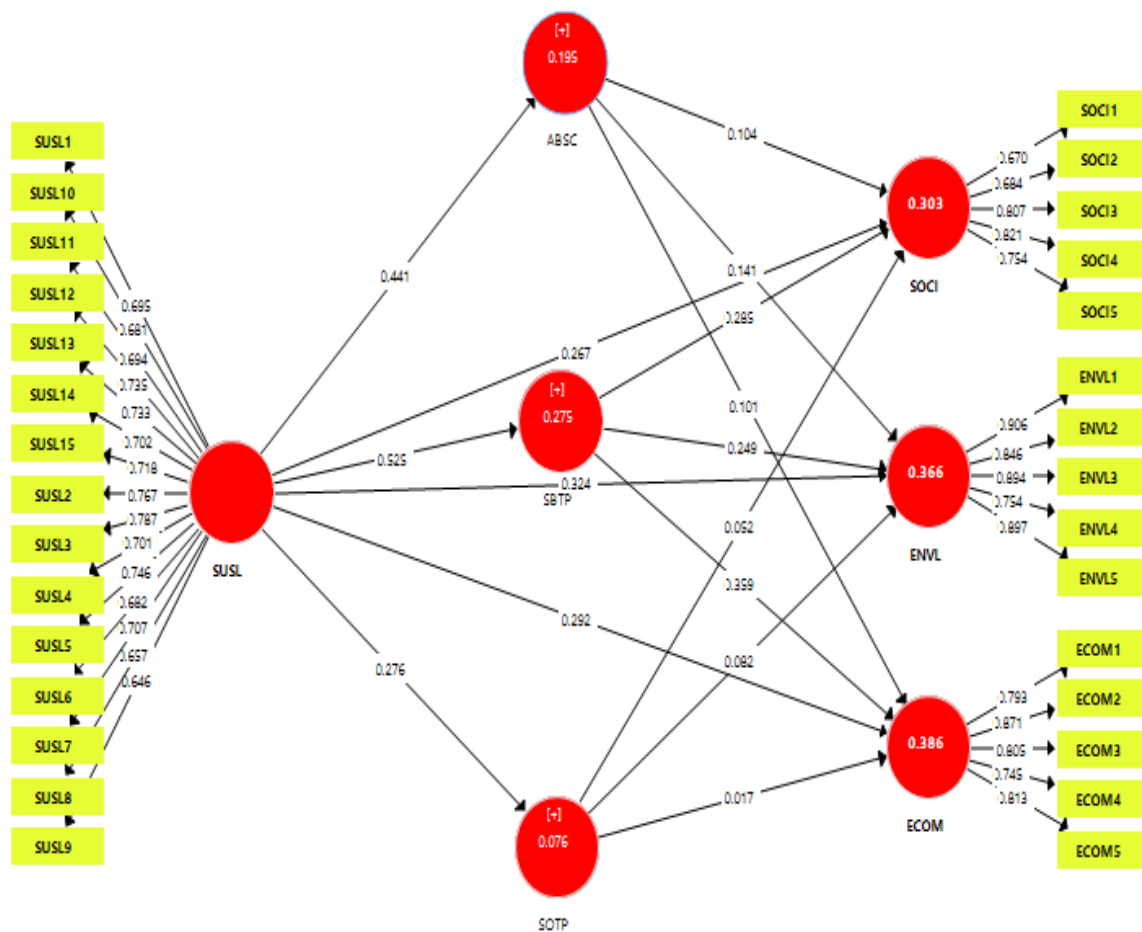 SUSL1
SUSL10
SUSL11
SUSL12
SUSL13
SUSL14
SUSL15
SUSL2
SUSL3
SUSL4
SUSL5
SUSL6
SUSL7
SUSL8
SUSL9
0.695
0.681
0.694
0.735
0.733
0.702
0.718
0.767
0.787
0.701
0.746
0.682
0.707
0.657
0.646
SUSL
0.441
0.525
0.276
[+]
0.195
ABSC
[+]
0.275
SBTP
[+]
0.076
SOTP
0.104
0.141
0.285
0.267
0.101
0.249
0.324
0.052
0.359
0.292
0.082
0.017
0.303
SOCI
0.366
ENVL
0.386
ECOM
0.670
0.684
0.807
0.821
0.754
SOCI1
SOCI2
SOCI3
SOCI4
SOCI5
0.906
0.846
0.894
0.754
0.897
ENVL1
ENVL2
ENVL3
ENVL4
ENVL5
0.793
0.871
0.805
0.745
0.813
ECOM1
ECOM2
ECOM3
ECOM4
ECOM5